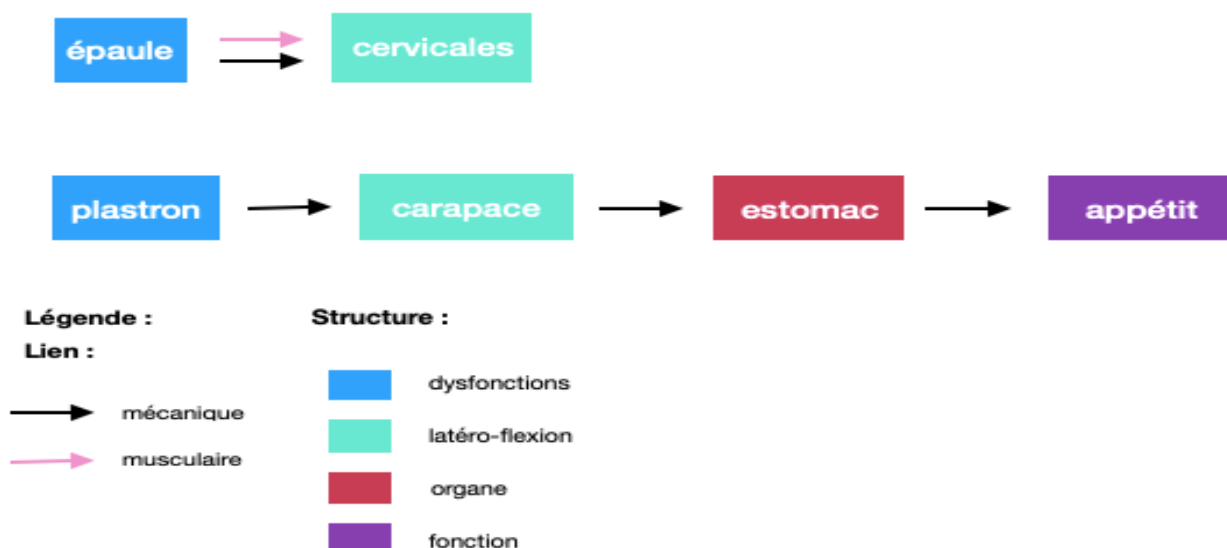 épaule cervicales
plastron carapace estomac appétit
Légende : Structure :
Lien :
dysfonctions
mécanique
latéro-flexion
musculaire
organe
fonction